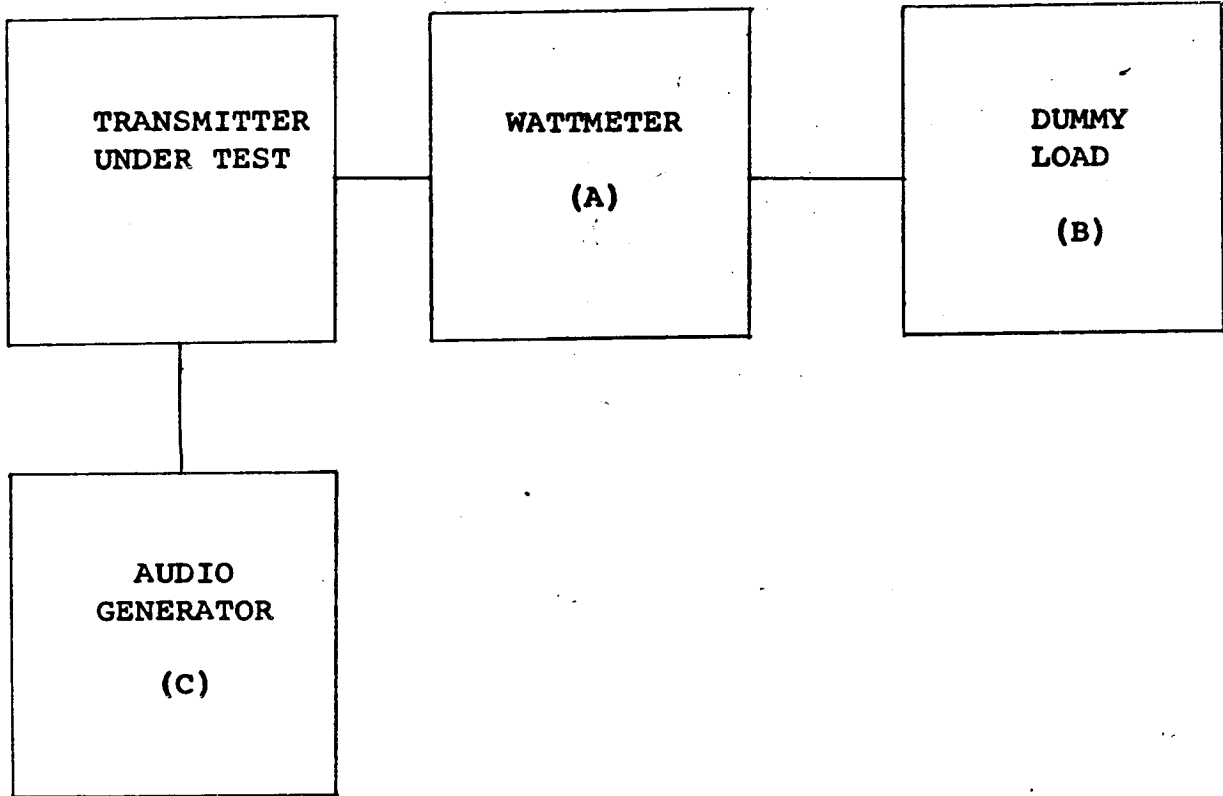 TRANSMITTER
UNDER TEST
WATTMETER
(A)
DUMMY
LOAD
(B)
AUDIO
GENERATOR
(C)